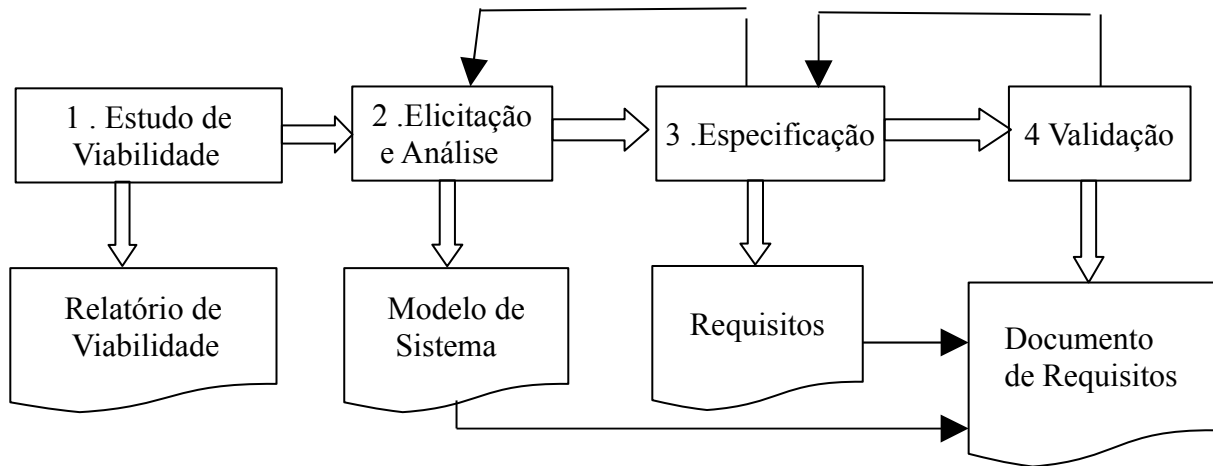 1 . Estudo de
Viabilidade
2 .Elicitação
e Análise
3 .Especificação
4 Validação
Relatório de
Viabilidade
Modelo de
Sistema
Requisitos
Documento
de Requisitos